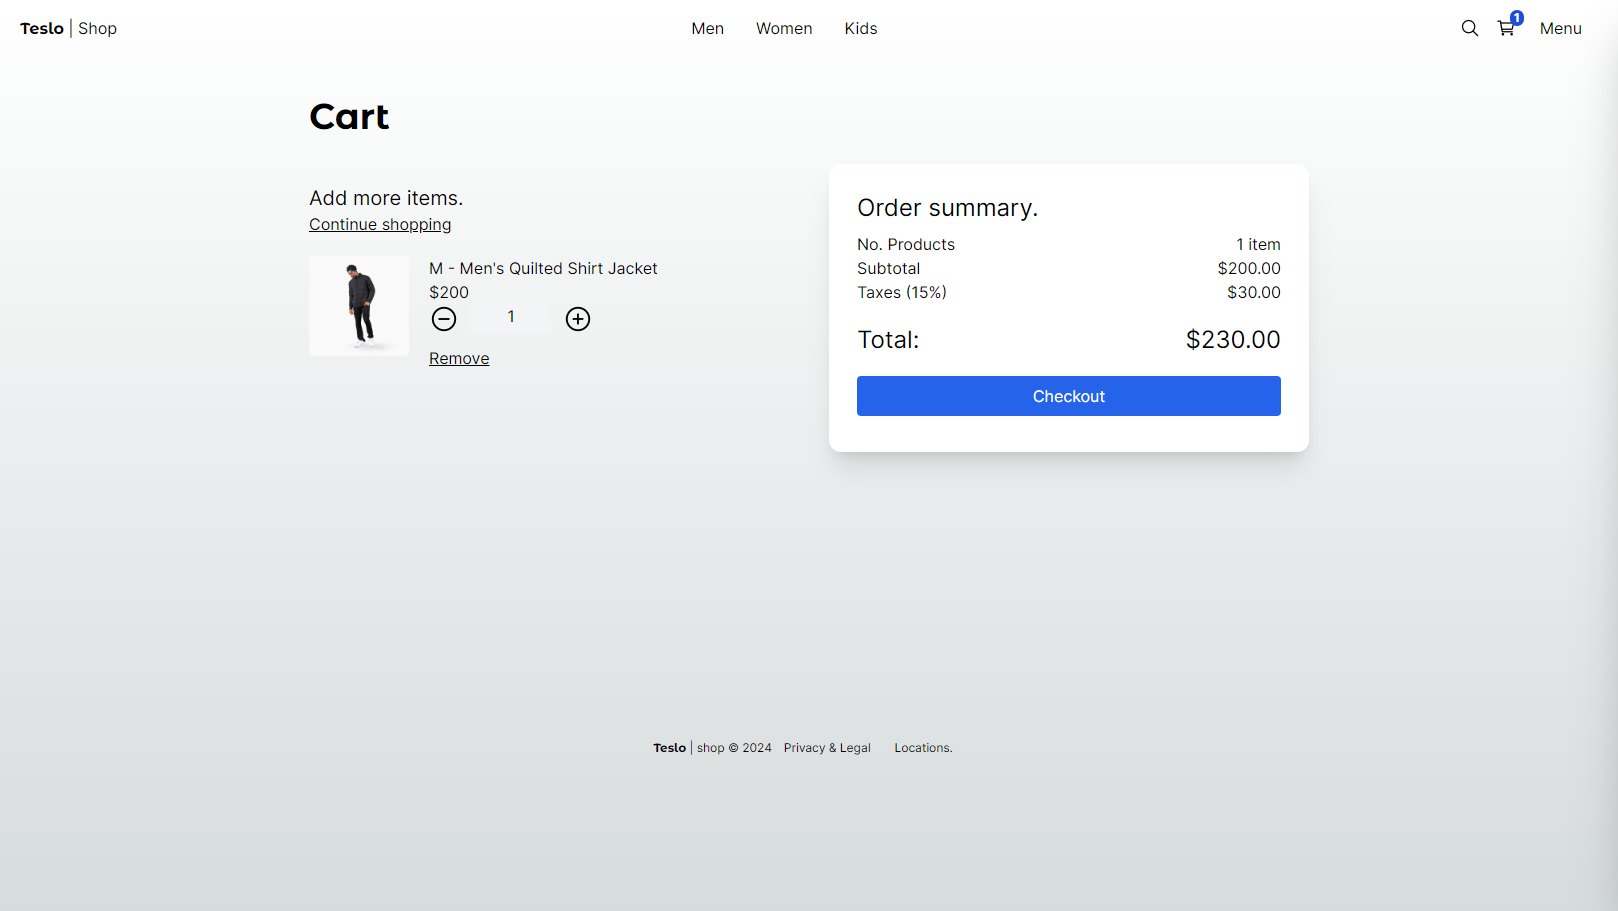 Teslo | Shop
Men
Women
Kids
1
Menu
Cart
Add more items.
Continue shopping
M - Men's Quilted Shirt Jacket
$200
1
Remove
Order summary.
No. Products 1 item
Subtotal $200.00
Taxes (15%) $30.00
Total: $230.00
Checkout
Teslo | shop © 2024 Privacy & Legal Locations.